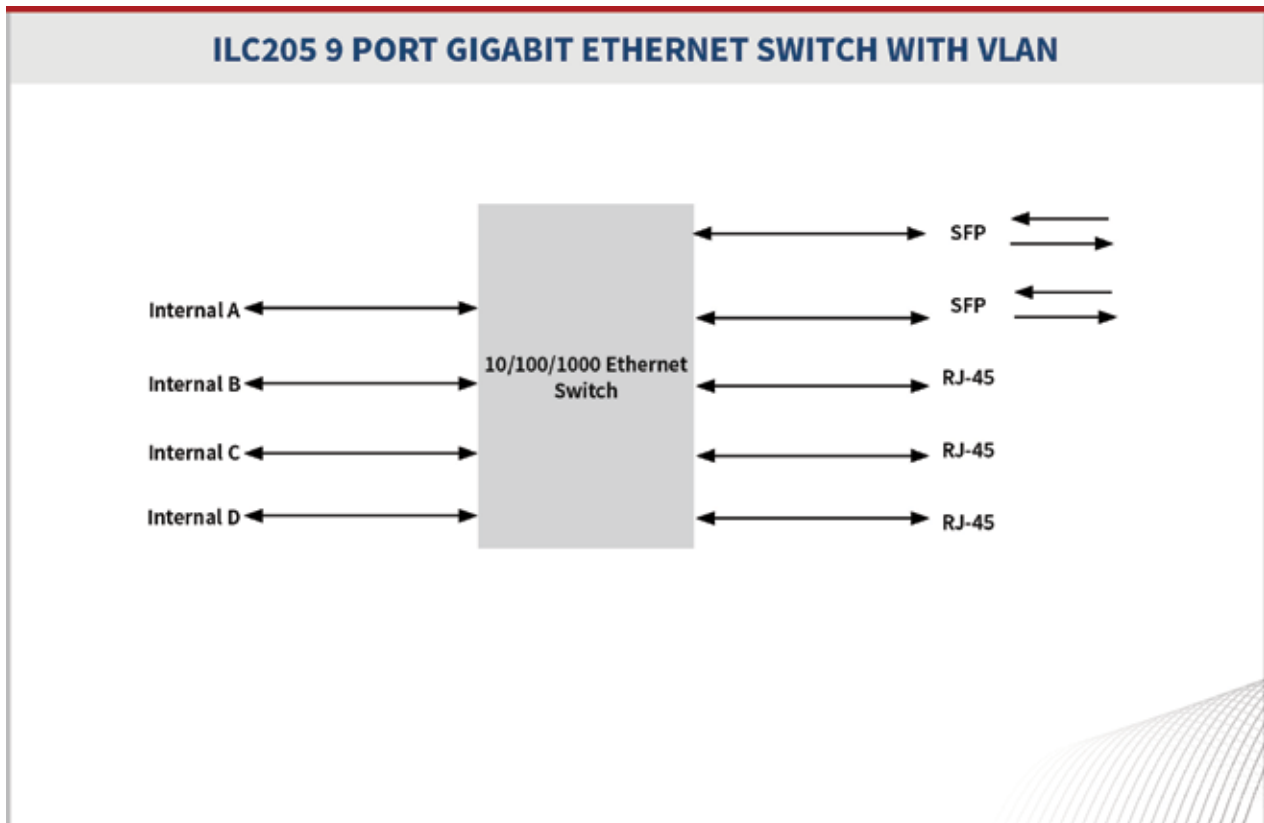 ILC205 9 PORT GIGABIT ETHERNET SWITCH WITH VLAN
SFP
SFP
Internal A
10/100/1000 Ethernet
Switch
RJ-45
Internal B
RJ-45
Internal C
RJ-45
Internal D